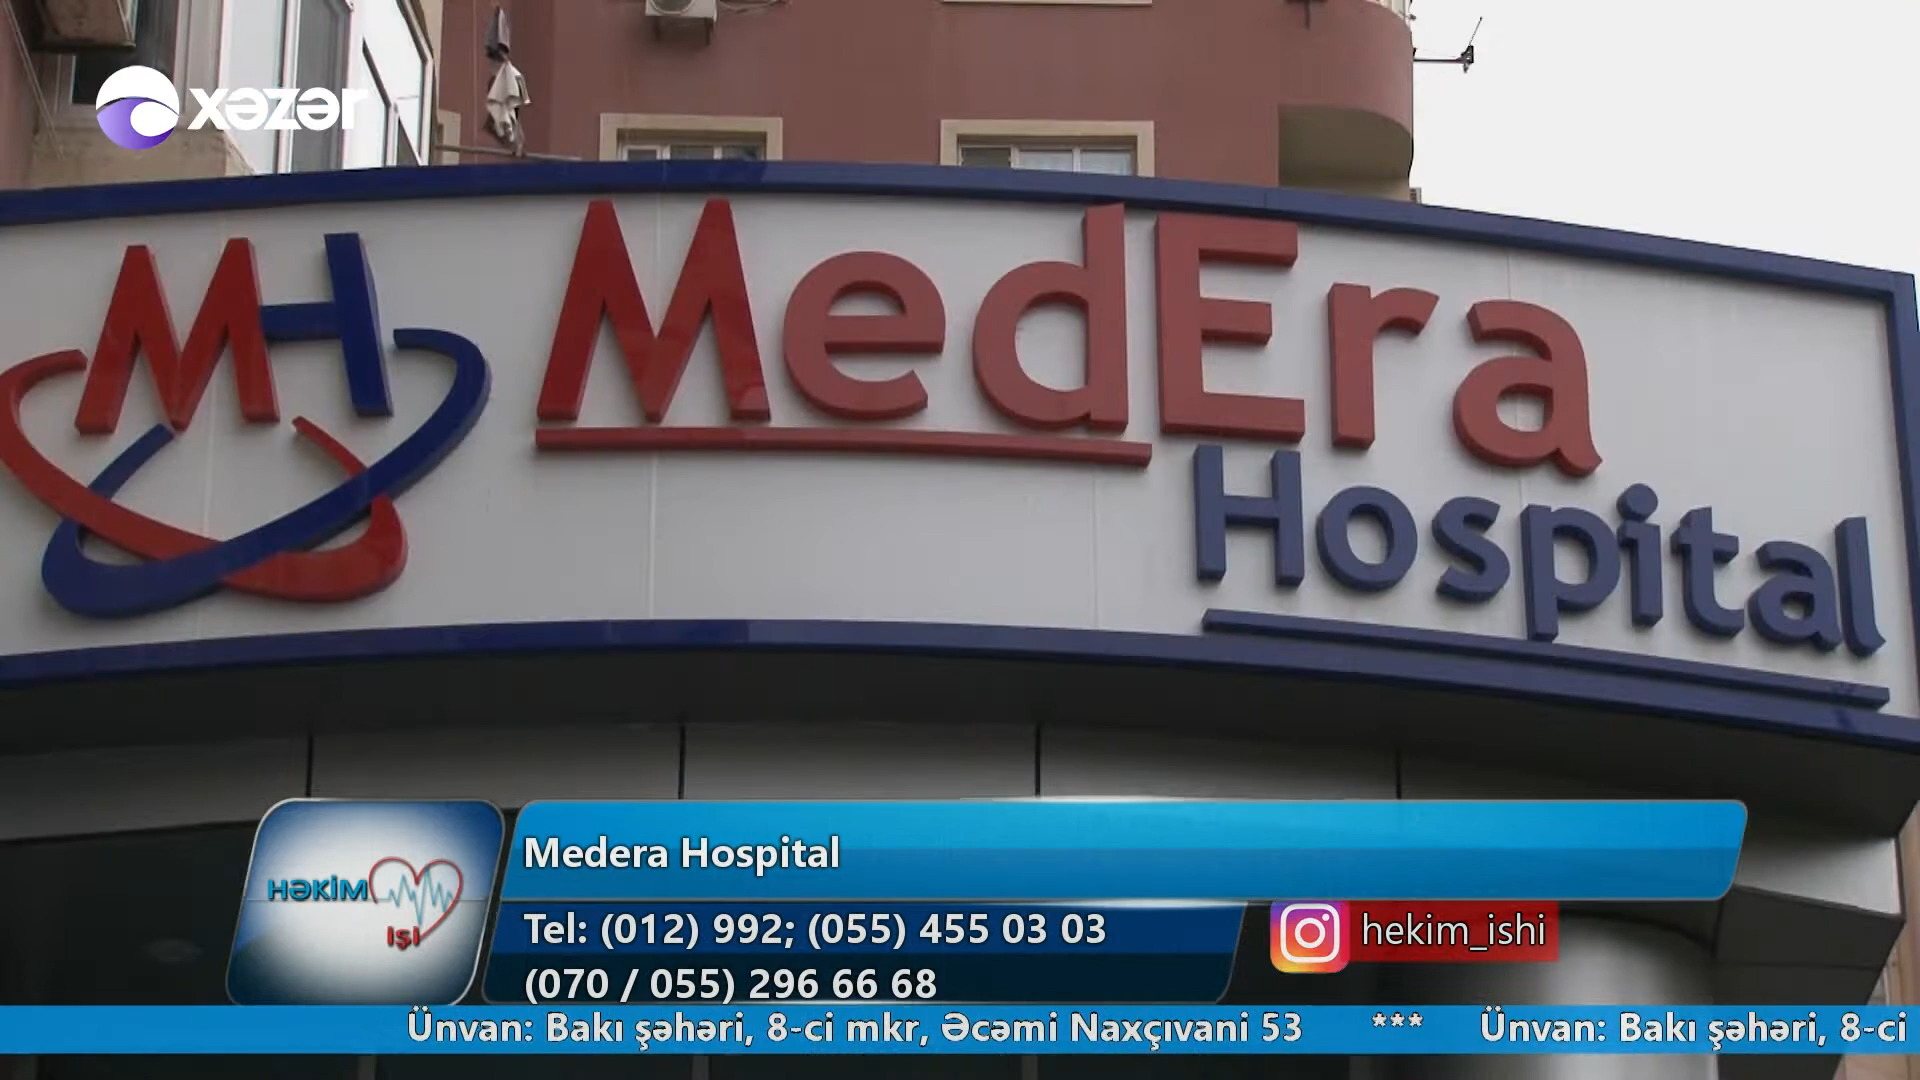 xəzər
MH
MedEra
Hospital
Medera Hospital
HƏKİM
İŞİ
Tel: (012) 992; (055) 455 03 03
(070 / 055) 296 66 68
hekim_ishi
Ünvan: Bakı şəhəri, 8-ci mkr, Əcəmi Naxçıvani 53 *** Ünvan: Bakı şəhəri, 8-ci